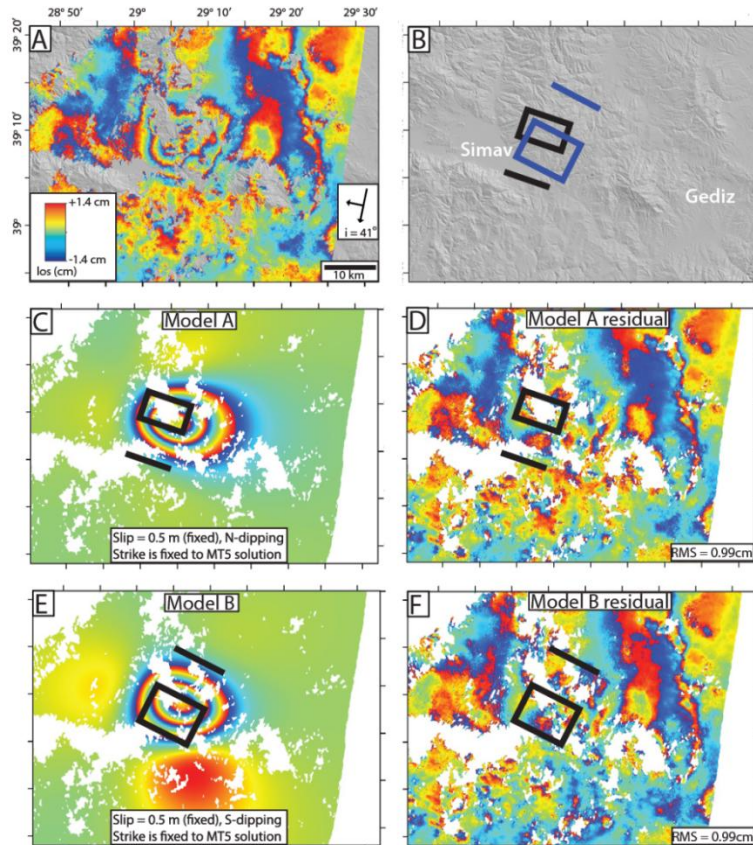 28° 50' 29° 29° 10' 29° 20' 29° 30'
39° 20'
39° 10'
39°
A
+1.4 cm
-1.4 cm
los (cm)
i = 41°
10 km
B
Simav
Gediz
C
Model A
Slip = 0.5 m (fixed), N-dipping
Strike is fixed to MT5 solution
D
Model A residual
RMS = 0.99cm
E
Model B
Slip = 0.5 m (fixed), S-dipping
Strike is fixed to MT5 solution
F
Model B residual
RMS = 0.99cm